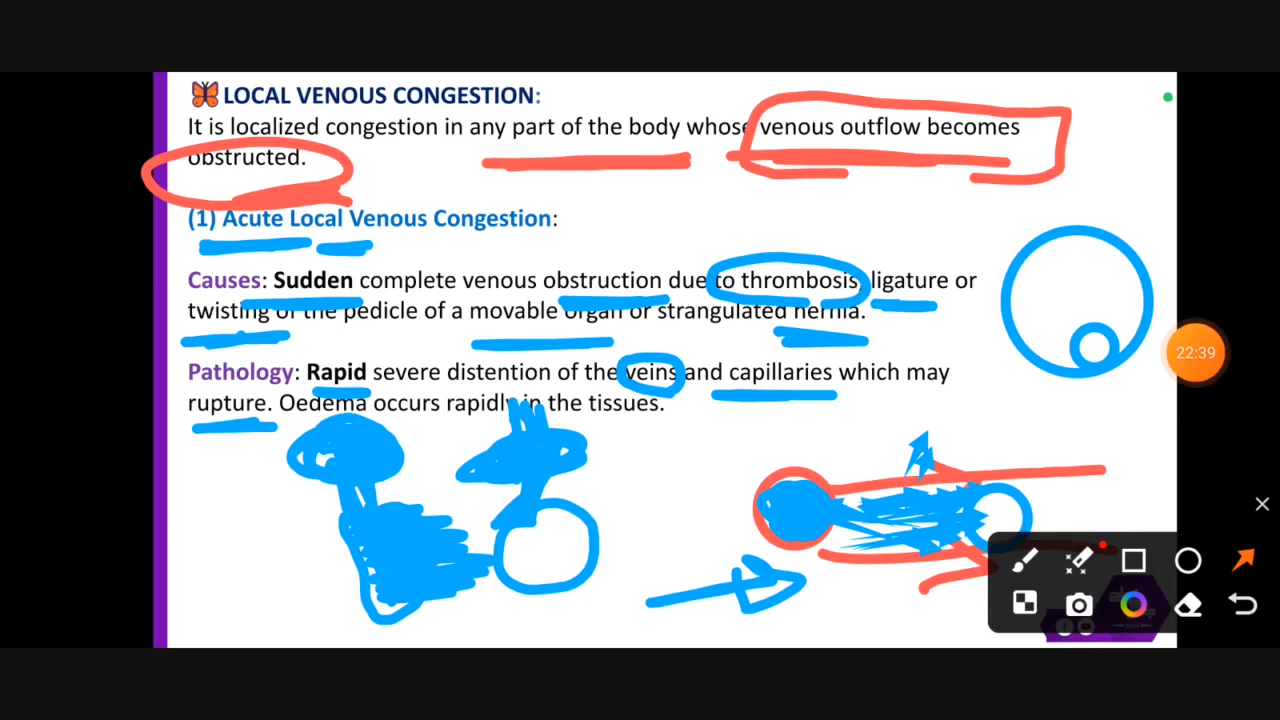 LOCAL VENOUS CONGESTION:
It is localized congestion in any part of the body whose venous outflow becomes
obstructed.
(1) Acute Local Venous Congestion:
Causes: Sudden complete venous obstruction due to thrombosis, ligature or
twisting of the pedicle of a movable organ or strangulated hernia.
Pathology: Rapid severe distention of the veins and capillaries which may
rupture. Oedema occurs rapidly in the tissues.
22:39